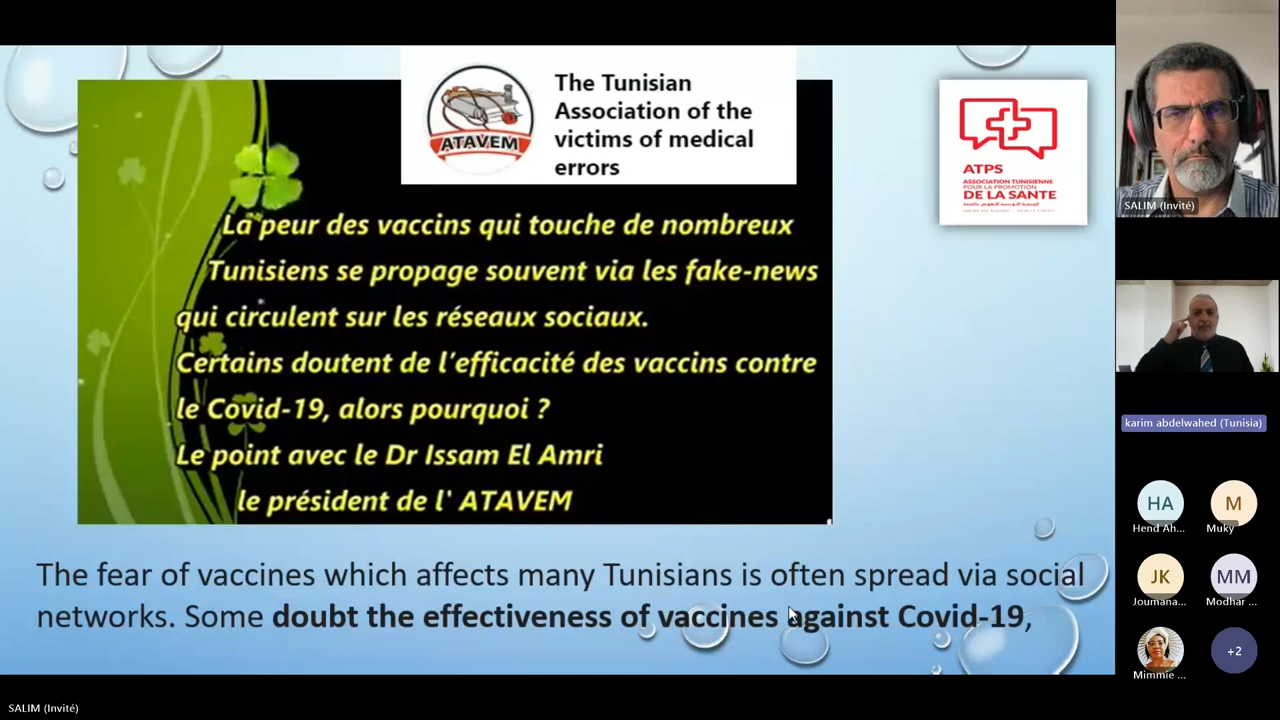 The Tunisian
Association of the
victims of medical
errors
ATAVEM
ATPS
ASSOCIATION TUNISIENNE
POUR LA PROMOTION
DE LA SANTE
La peur des vaccins qui touche de nombreux
Tunisiens se propage souvent via les fake-news
qui circulent sur les réseaux sociaux.
Certains doutent de l'efficacité des vaccins contre
le Covid-19, alors pourquoi ?
Le point avec le Dr Issam El Amri
le président de l' ATAVEM
The fear of vaccines which affects many Tunisians is often spread via social
networks. Some doubt the effectiveness of vaccines against Covid-19,
SALIM (Invité)
karim abdelwahed (Tunisia)
HA
Hend Ah...
M
Muky
JK
Joumana...
MM
Modhar ...
Mimmie ...
+2
SALIM (Invité)